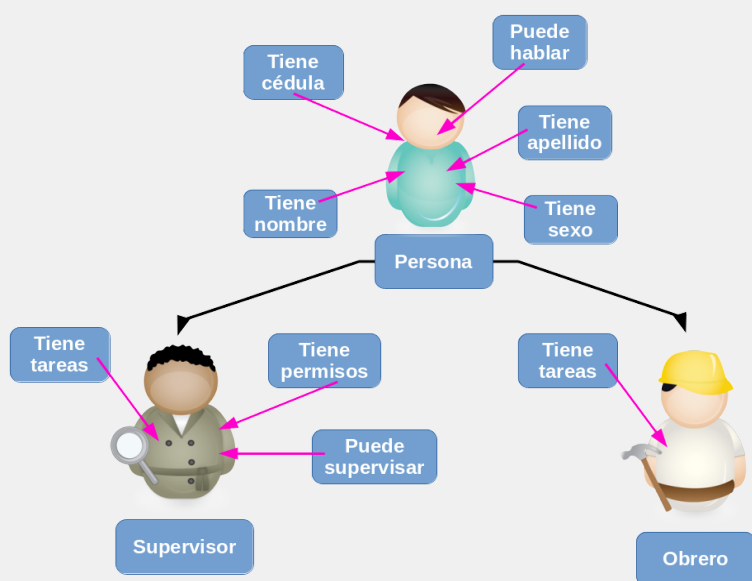 Puede
hablar
Tiene
cédula
Tiene
apellido
Tiene
nombre
Tiene
sexo
Persona
Tiene
tareas
Tiene
permisos
Tiene
tareas
Puede
supervisar
Supervisor
Obrero